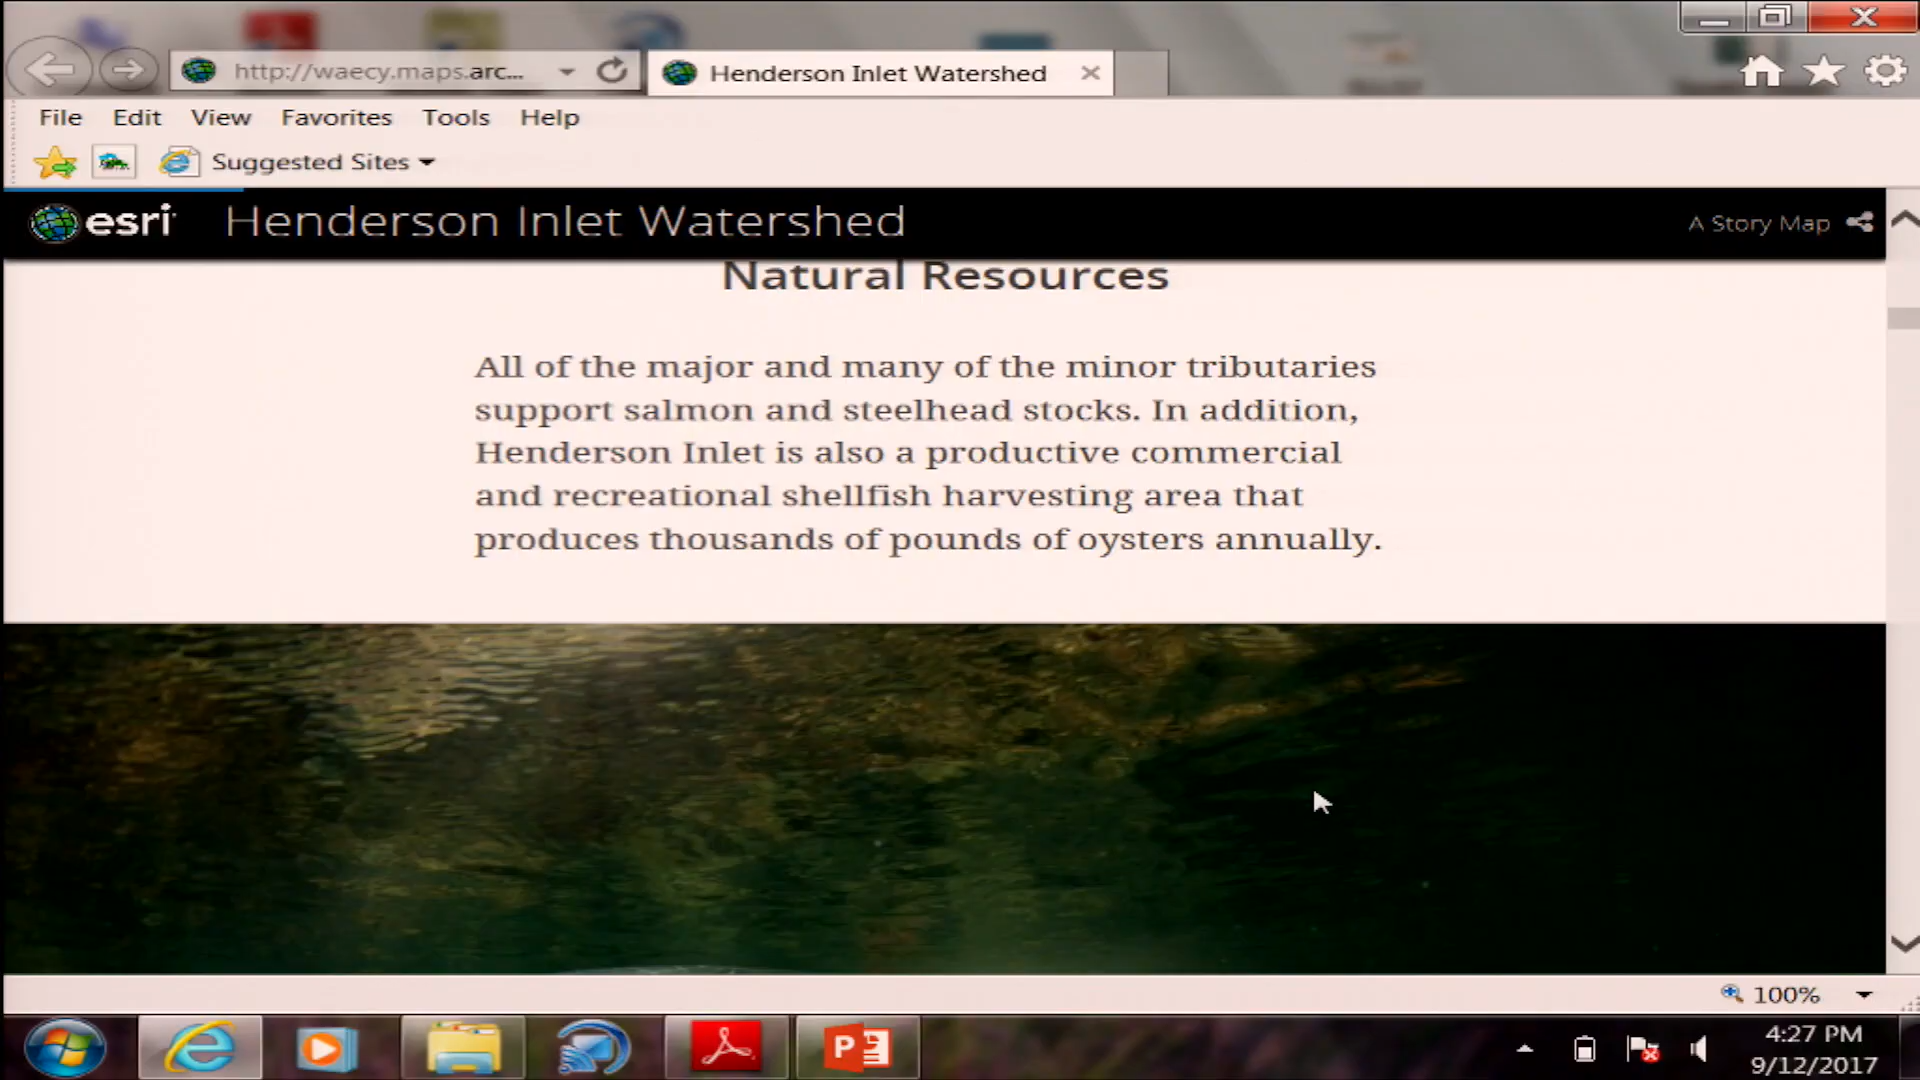 http://waecy.maps.arc...
Henderson Inlet Watershed
File Edit View Favorites Tools Help
Suggested Sites
esri Henderson Inlet Watershed
A Story Map
Natural Resources
All of the major and many of the minor tributaries
support salmon and steelhead stocks. In addition,
Henderson Inlet is also a productive commercial
and recreational shellfish harvesting area that
produces thousands of pounds of oysters annually.
100%
4:27 PM
9/12/2017